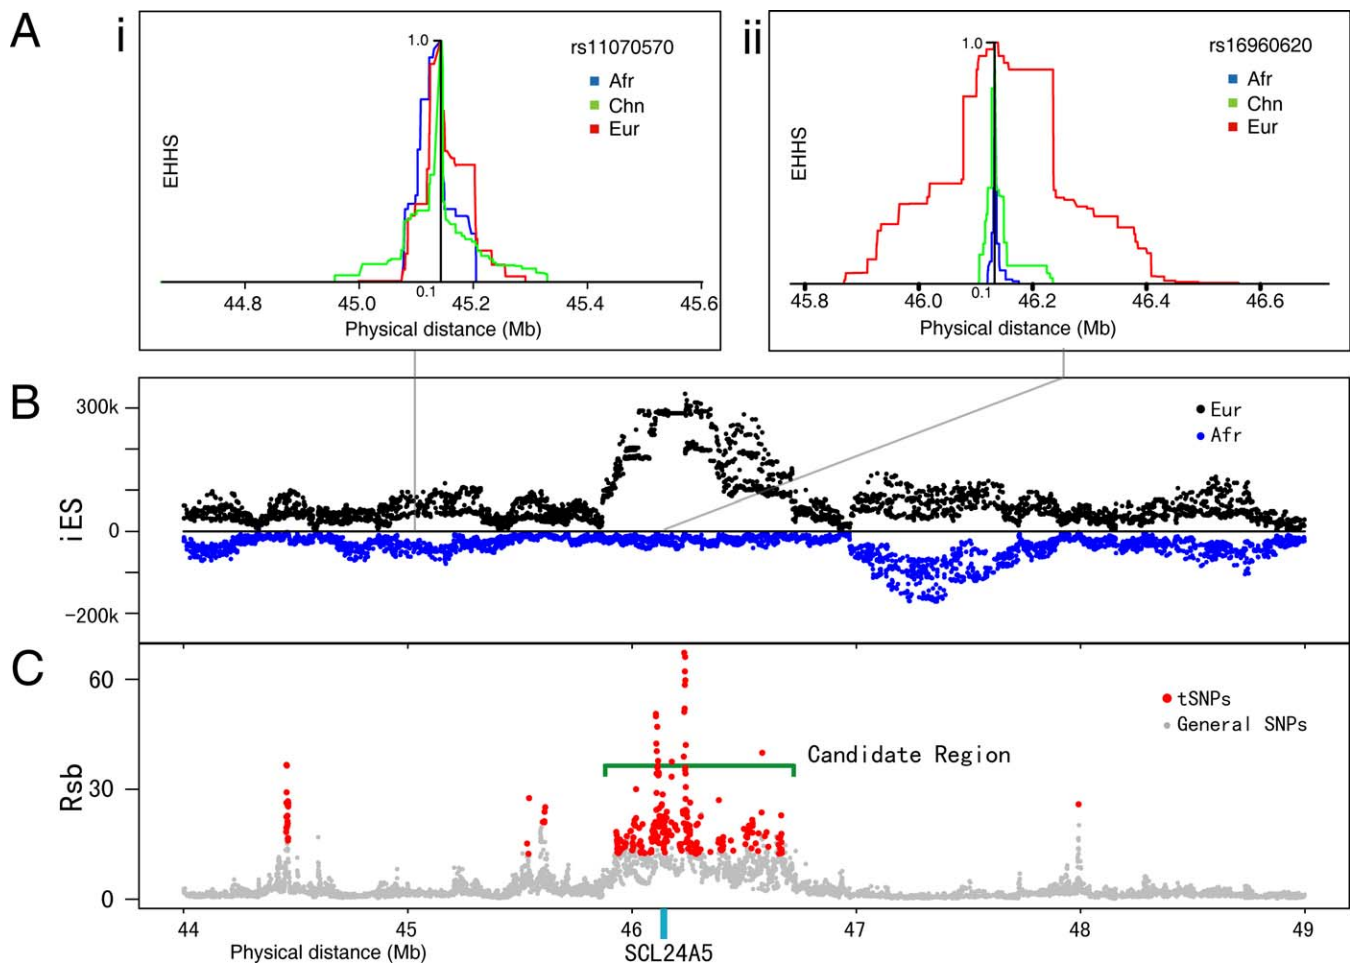 A
i
1.0
rs11070570
Afr
Chn
Eur
EHHS
44.8
45.0
0.1
45.2
45.4
45.6
Physical distance (Mb)
ii
1.0
rs16960620
Afr
Chn
Eur
EHHS
45.8
46.0
0.1
46.2
46.4
46.6
Physical distance (Mb)
B
300k
0
−200k
iES
Eur
Afr
C
60
30
0
Rsb
tSNPs
General SNPs
Candidate Region
44
45
46
47
48
49
Physical distance (Mb)
SCL24A5